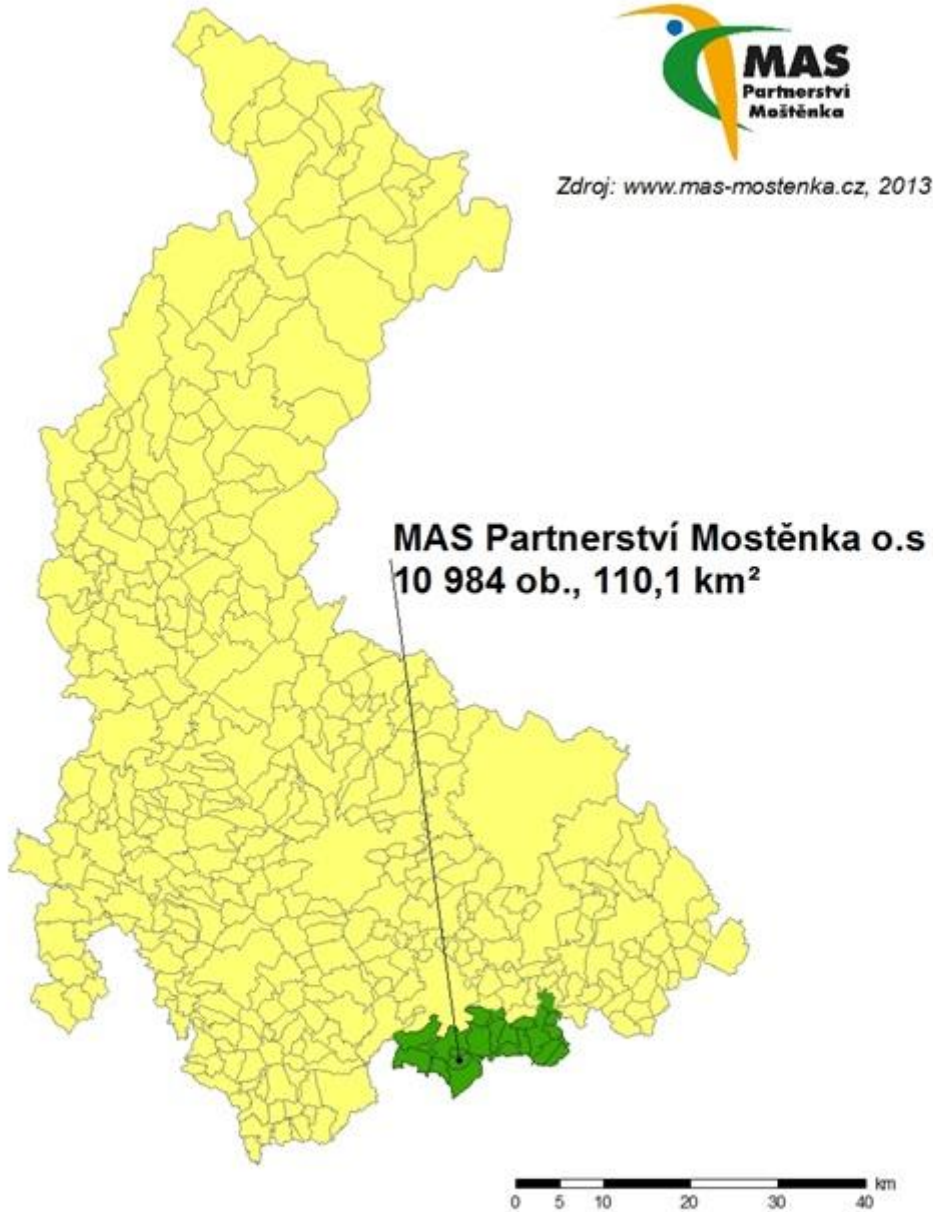 MAS
Partnerství
Moštěnka
Zdroj: www.mas-mostenka.cz, 2013
MAS Partnerství Mostěnka o.s
10 984 ob., 110,1 km²
km
0 5 10 20 30 40